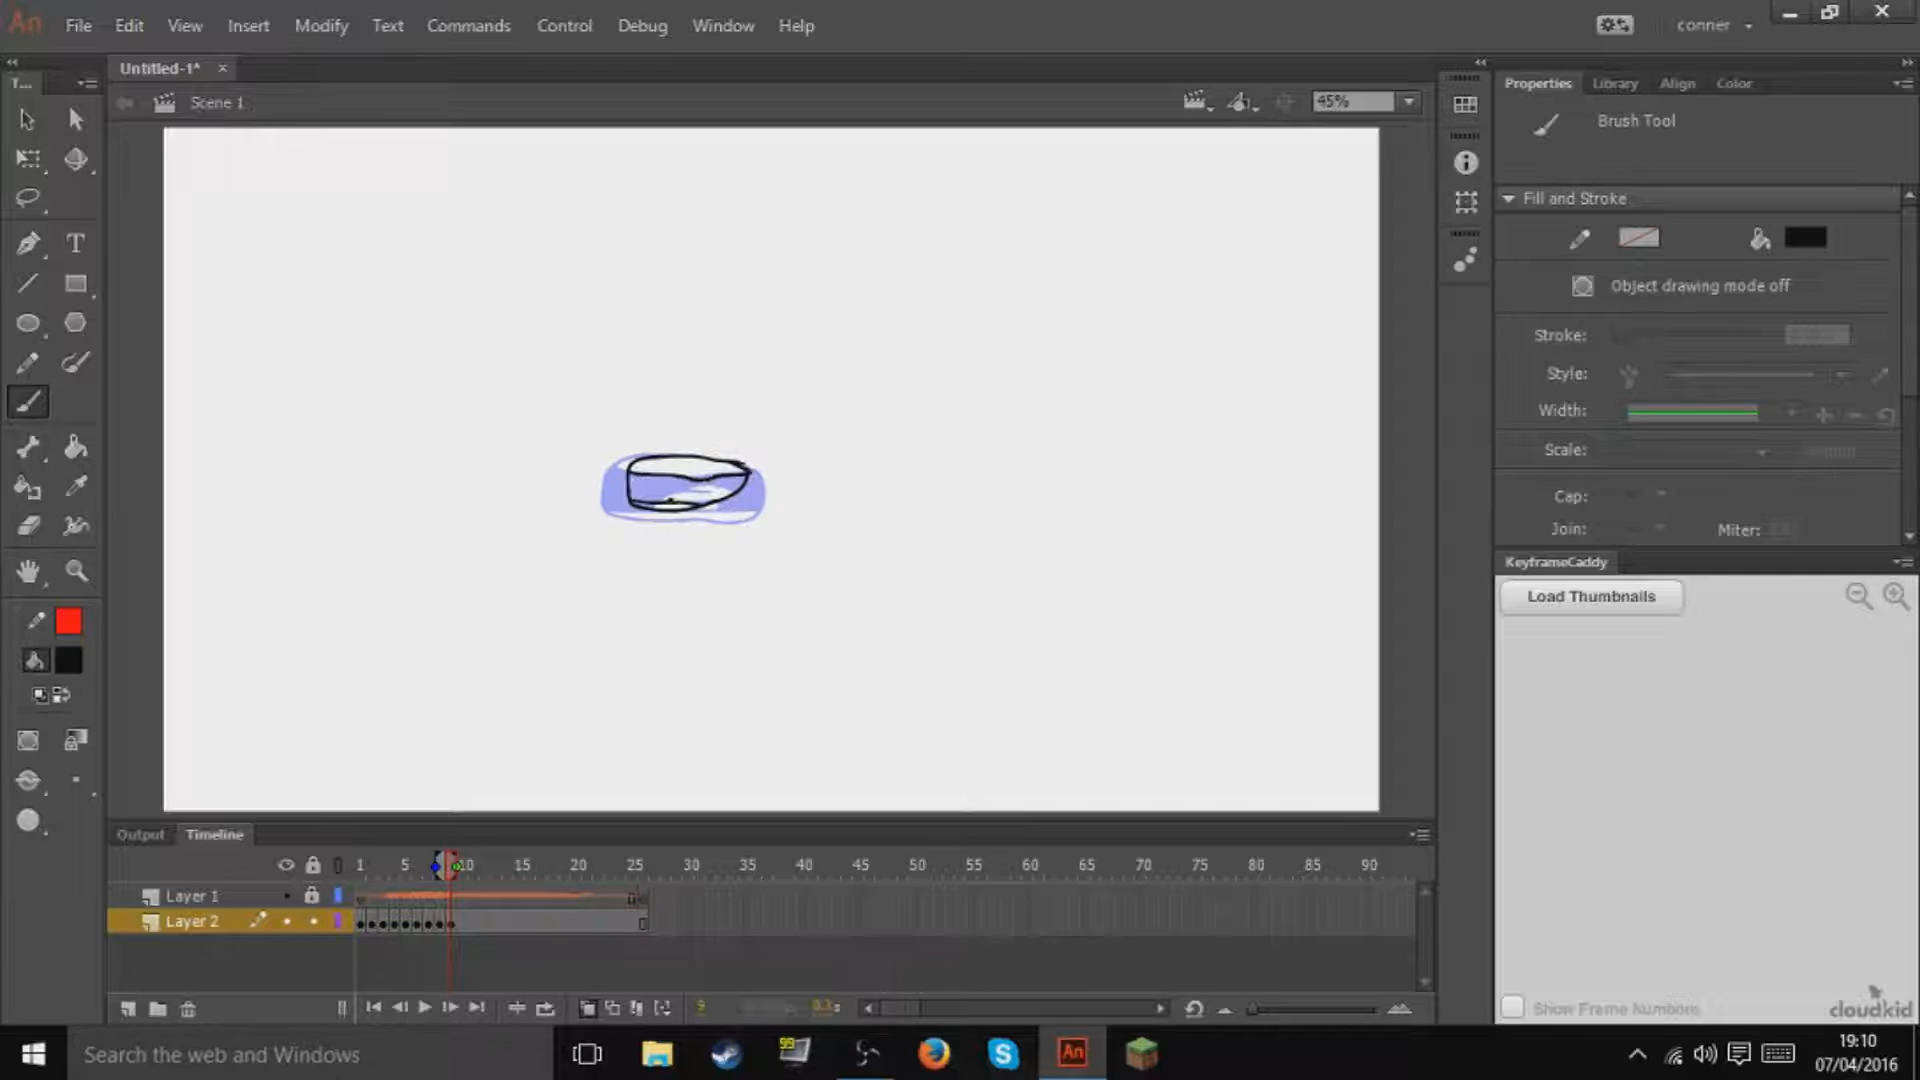 An File Edit View Insert Modify Text Commands Control Debug Window Help conner
Untitled-1* ×
T...
Scene 1
45%
Properties Library Align Color
Brush Tool
Fill and Stroke
Object drawing mode off
Stroke:
Style:
Width:
Scale:
Cap:
Join: Miter:
KeyframeCaddy
Load Thumbnails
Show Frame Numbers
cloudkid
Output Timeline
1 5 10 15 20 25 30 35 40 45 50 55 60 65 70 75 80 85 90
Layer 1
Layer 2
9
Search the web and Windows
99
An
19:10
07/04/2016